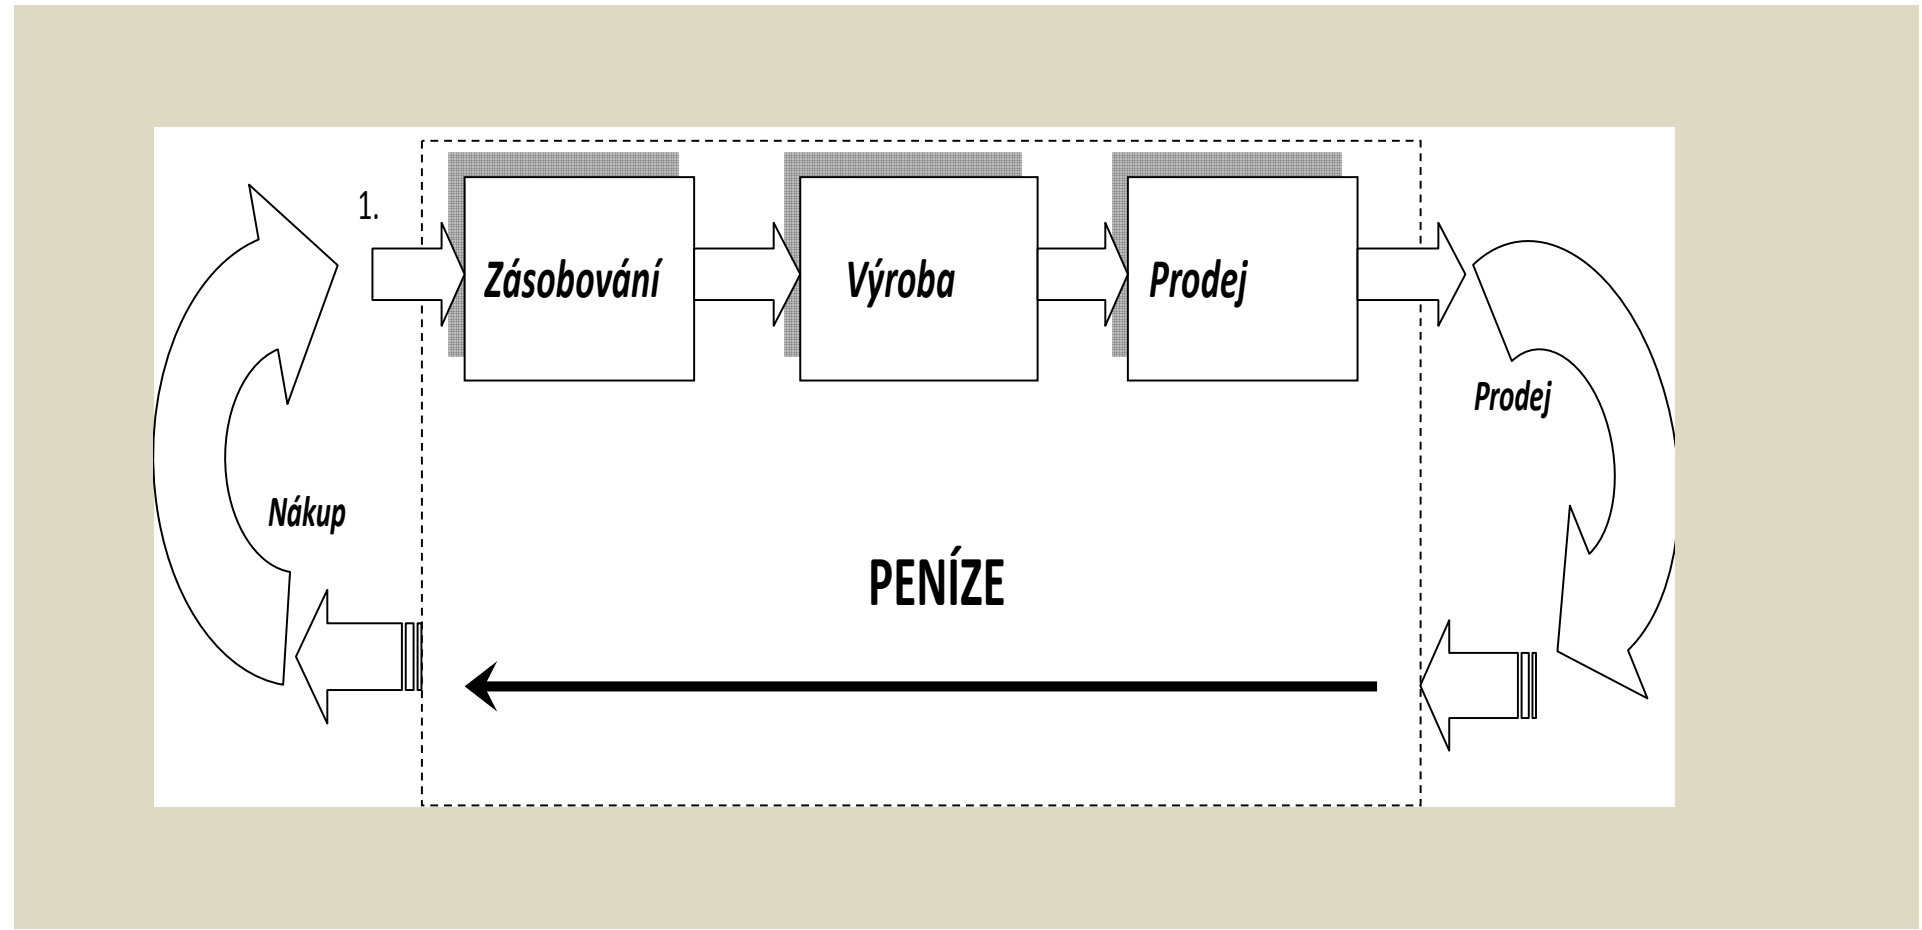 1.
Zásobování
Výroba
Prodej
Prodej
Nákup
PENÍZE